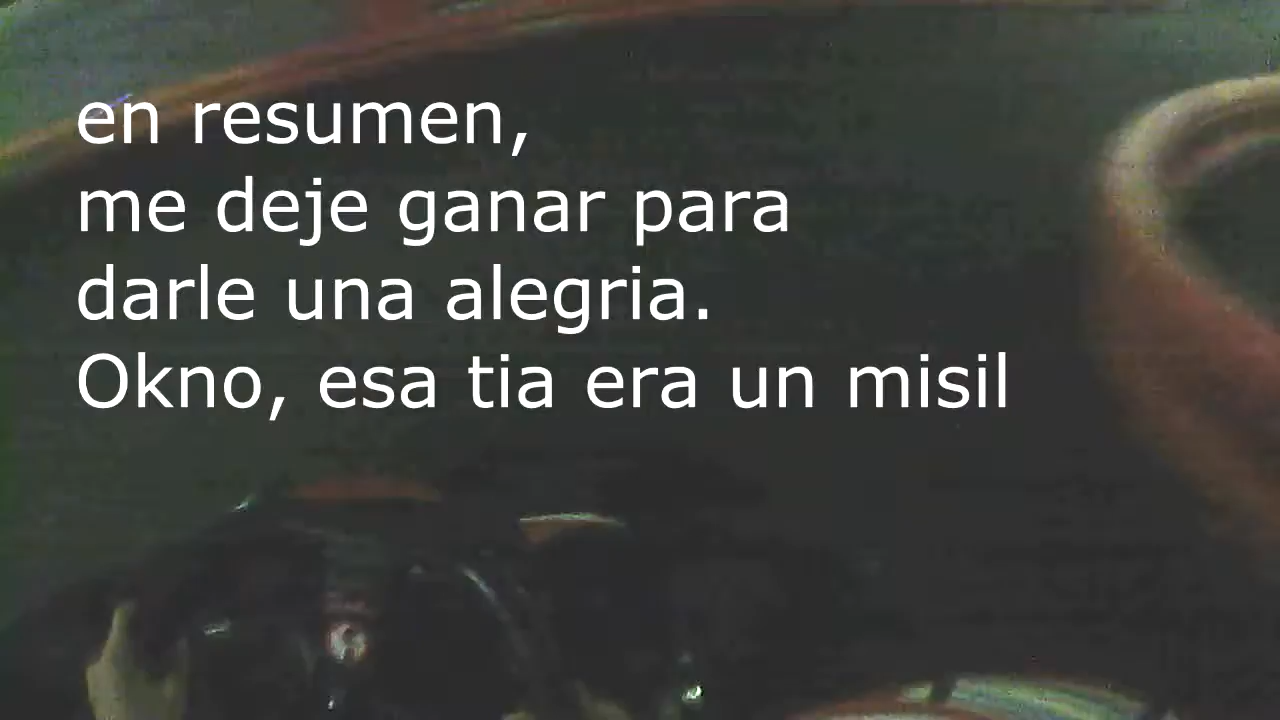 en resumen,
me deje ganar para
darle una alegria.
Okno, esa tia era un misil